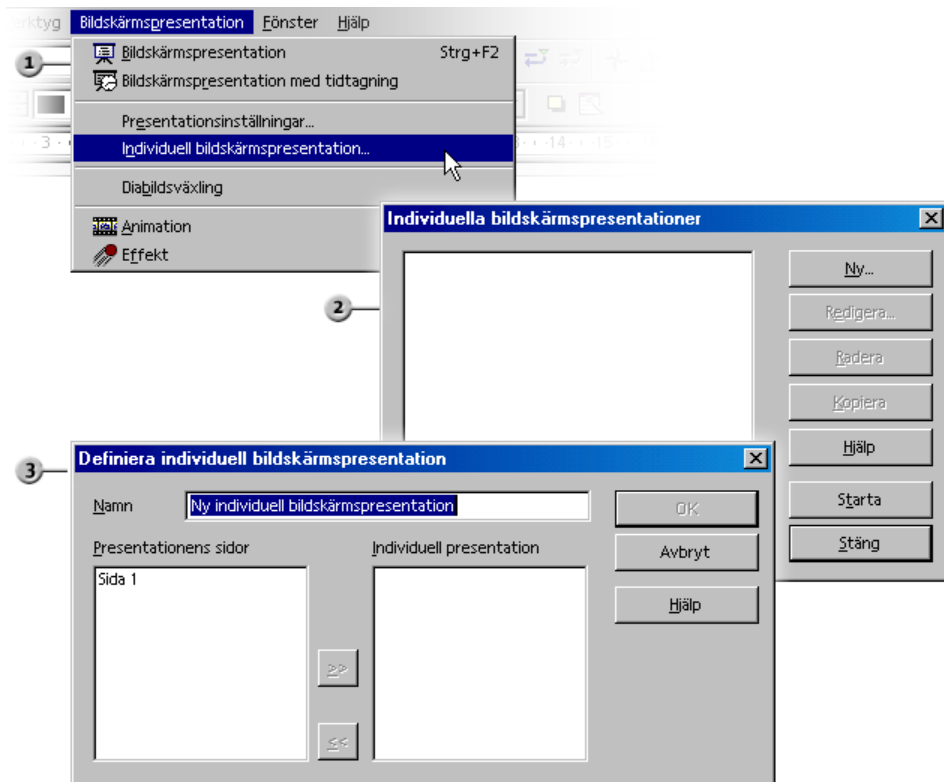 Bildskärmspresentation Fönster Hjälp
1
Bildskärmspresentation Strg+F2
Bildskärmspresentation med tidtagning
Presentationsinställningar...
Individuell bildskärmspresentation...
Diabildsväxling
Animation
Effekt
2
Individuella bildskärmspresentationer
Ny...
Redigera...
Radera
Kopiera
Hjälp
Starta
Stäng
3
Definiera individuell bildskärmspresentation
Namn Ny individuell bildskärmspresentation OK
Presentationens sidor Individuell presentation Avbryt
Sida 1
Hjälp
>>
<<